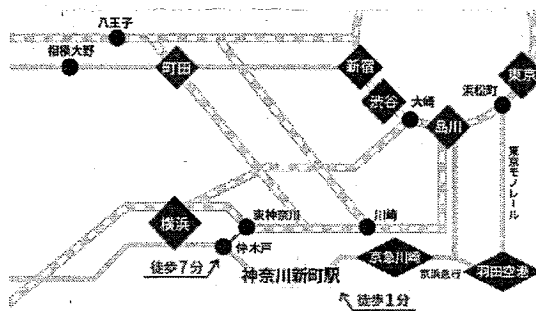 八王子
相模大野
町田
新宿
渋谷
大崎
品川
浜松町
東京
東京モノレール
横浜
東神奈川
仲木戸
川崎
徒歩7分
神奈川新町駅
京急川崎
京浜急行
羽田空港
徒歩1分